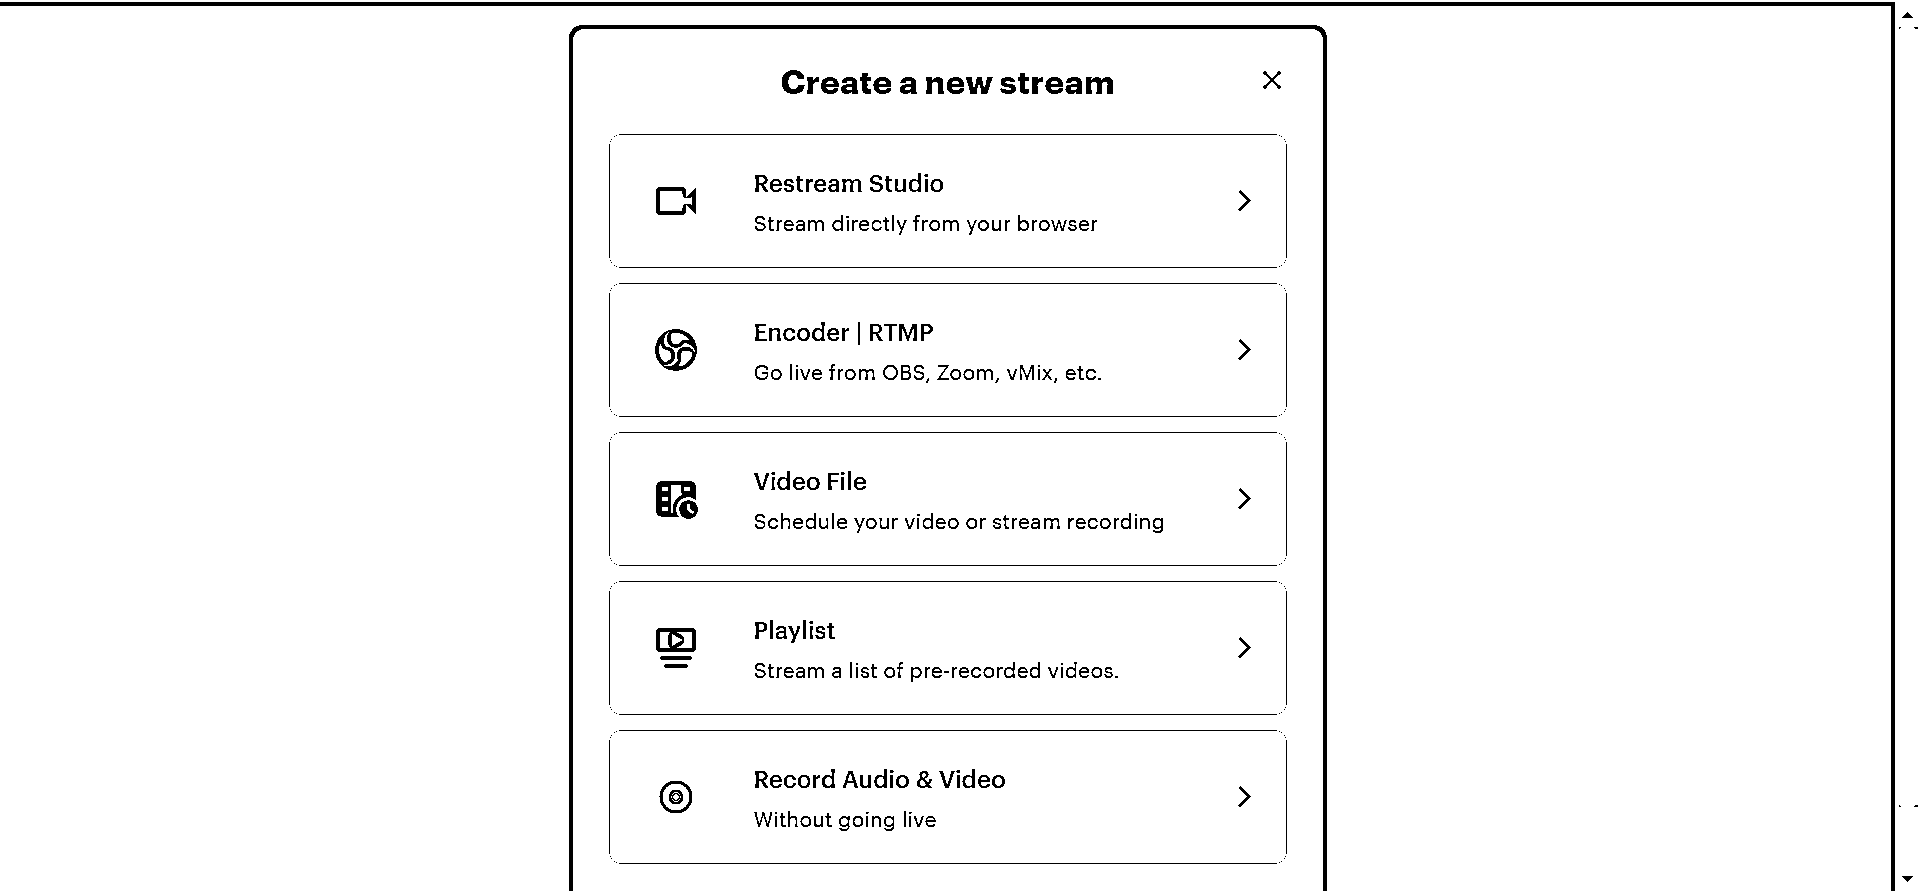 Create a new stream
Restream Studio
Stream directly from your browser
Encoder | RTMP
Go live from OBS, Zoom, vMix, etc.
Video File
Schedule your video or stream recording
Playlist
Stream a list of pre-recorded videos.
Record Audio & Video
Without going live